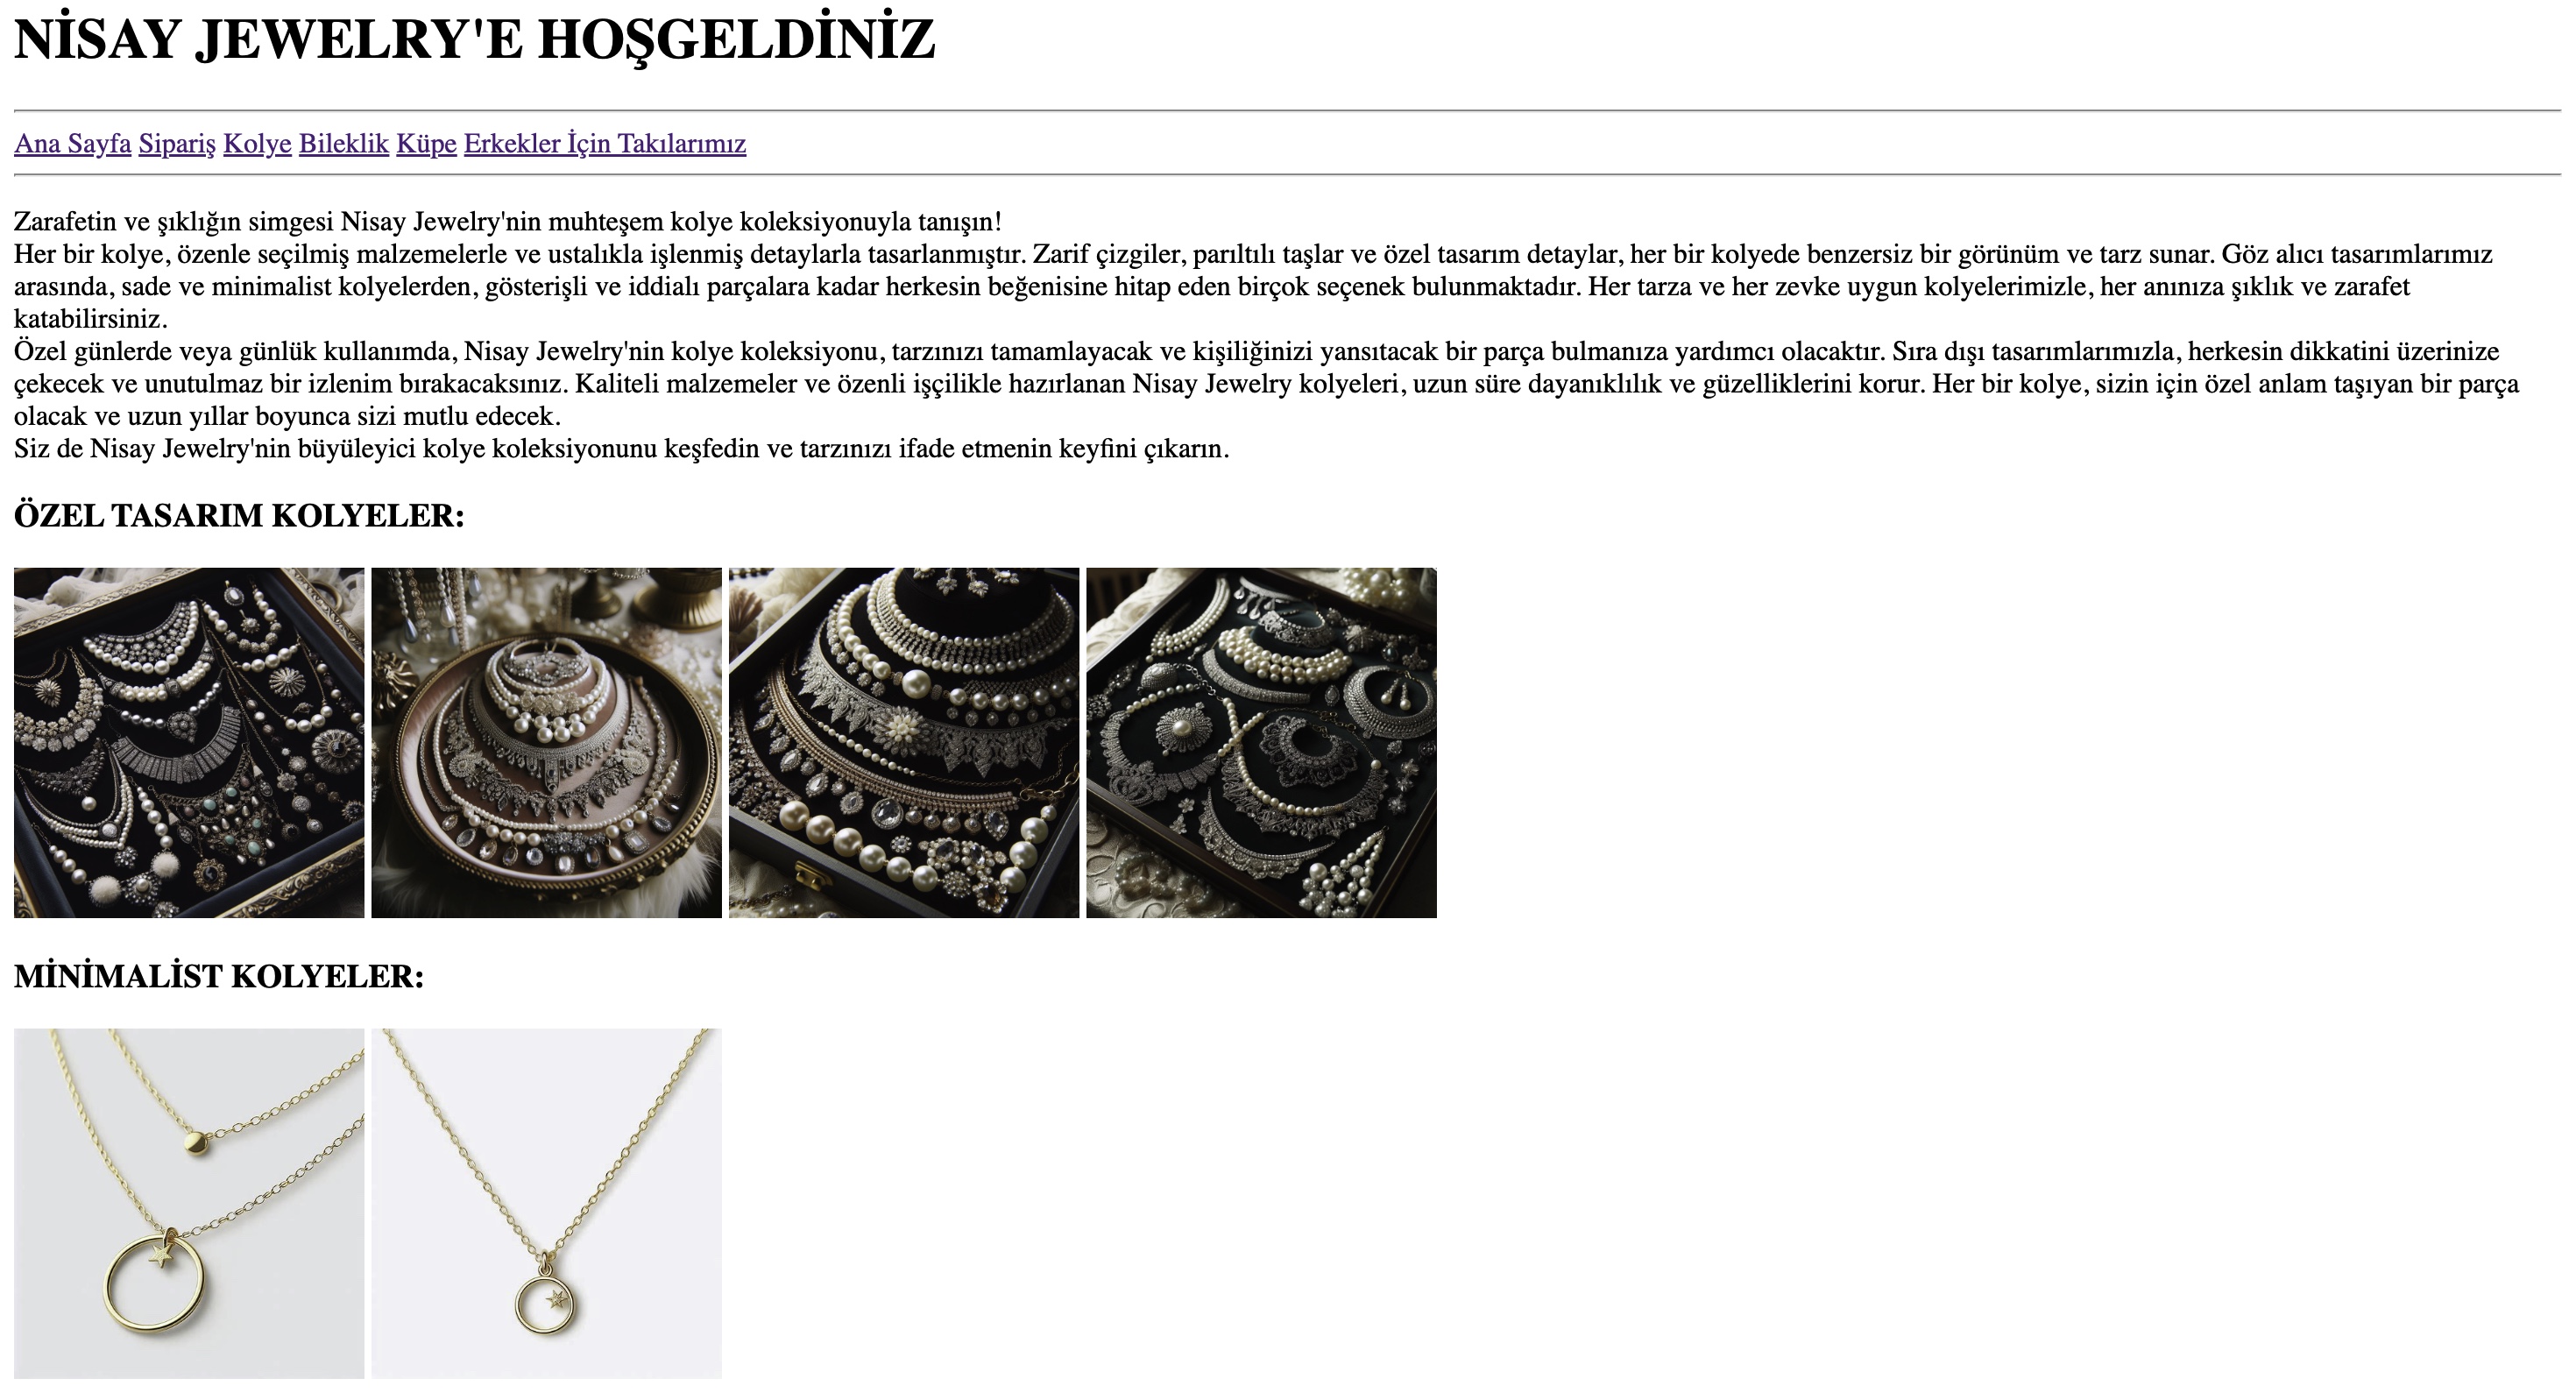 NİSAY JEWELRY'E HOŞGELDİNİZ
Ana Sayfa Sipariş Kolye Bileklik Küpe Erkekler İçin Takılarımız
Zarafetin ve şıklığın simgesi Nisay Jewelry'nin muhteşem kolye koleksiyonuyla tanışın!
Her bir kolye, özenle seçilmiş malzemelerle ve ustalıkla işlenmiş detaylarla tasarlanmıştır. Zarif çizgiler, parıltılı taşlar ve özel tasarım detaylar, her bir kolyede benzersiz bir görünüm ve tarz sunar. Göz alıcı tasarımlarımız
arasında, sade ve minimalist kolyelerden, gösterişli ve iddialı parçalara kadar herkesin beğenisine hitap eden birçok seçenek bulunmaktadır. Her tarza ve her zevke uygun kolyelerimizle, her anınıza şıklık ve zarafet
katabilirsiniz.
Özel günlerde veya günlük kullanımda, Nisay Jewelry'nin kolye koleksiyonu, tarzınızı tamamlayacak ve kişiliğinizi yansıtacak bir parça bulmanıza yardımcı olacaktır. Sıra dışı tasarımlarımızla, herkesin dikkatini üzerinize
çekecek ve unutulmaz bir izlenim bırakacaksınız. Kaliteli malzemeler ve özenli işçilikle hazırlanan Nisay Jewelry kolyeleri, uzun süre dayanıklılık ve güzelliklerini korur. Her bir kolye, sizin için özel anlam taşıyan bir parça
olacak ve uzun yıllar boyunca sizi mutlu edecek.
Siz de Nisay Jewelry'nin büyüleyici kolye koleksiyonunu keşfedin ve tarzınızı ifade etmenin keyfini çıkarın.
ÖZEL TASARIM KOLYELER:
MİNİMALİST KOLYELER: